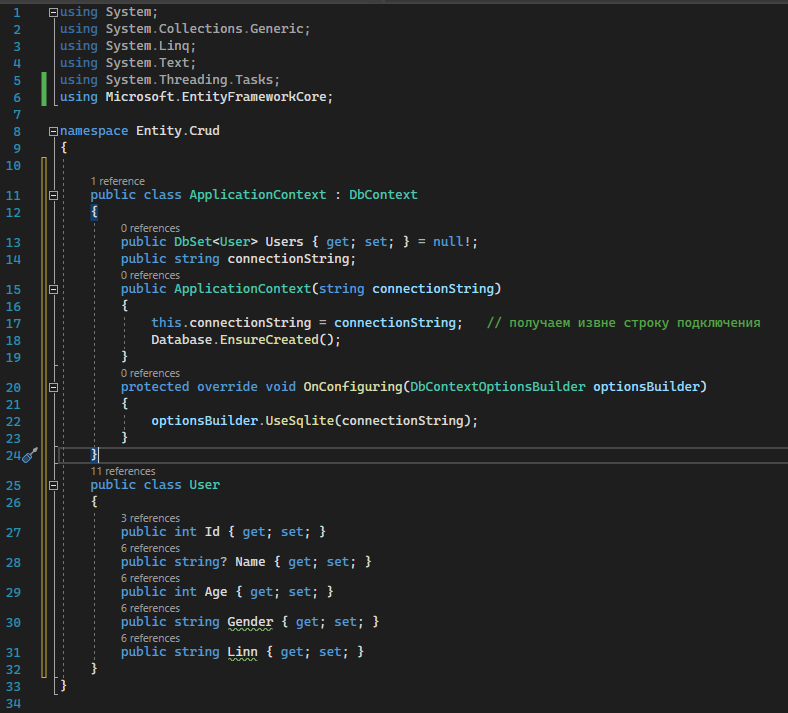 1 using System;
2 using System.Collections.Generic;
3 using System.Linq;
4 using System.Text;
5 using System.Threading.Tasks;
6 using Microsoft.EntityFrameworkCore;
7
8 namespace Entity.Crud
9 {
10
1 reference
11 public class ApplicationContext : DbContext
12 {
0 references
13 public DbSet<User> Users { get; set; } = null!;
14 public string connectionString;
0 references
15 public ApplicationContext(string connectionString)
16 {
17 this.connectionString = connectionString; // получаем извне строку подключения
18 Database.EnsureCreated();
19 }
0 references
20 protected override void OnConfiguring(DbContextOptionsBuilder optionsBuilder)
21 {
22 optionsBuilder.UseSqlite(connectionString);
23 }
24 }
11 references
25 public class User
26 {
3 references
27 public int Id { get; set; }
6 references
28 public string? Name { get; set; }
6 references
29 public int Age { get; set; }
6 references
30 public string Gender { get; set; }
6 references
31 public string Linn { get; set; }
32 }
33 }
34